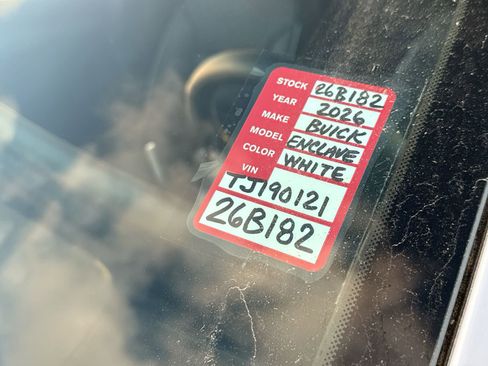 STOCK 26B182
YEAR 2026
MAKE BUICK
MODEL ENCLAVE
COLOR WHITE
VIN
TJ190121
26B182